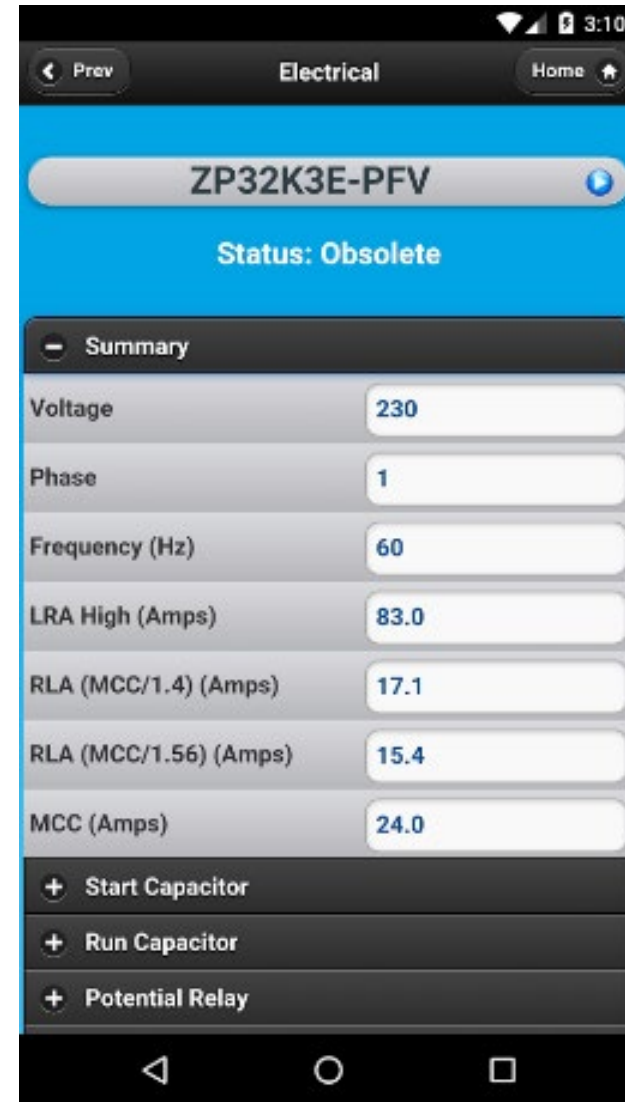 3:10
Prev Electrical Home
ZP32K3E-PFV
Status: Obsolete
Summary
Voltage 230
Phase 1
Frequency (Hz) 60
LRA High (Amps) 83.0
RLA (MCC/1.4) (Amps) 17.1
RLA (MCC/1.56) (Amps) 15.4
MCC (Amps) 24.0
Start Capacitor
Run Capacitor
Potential Relay